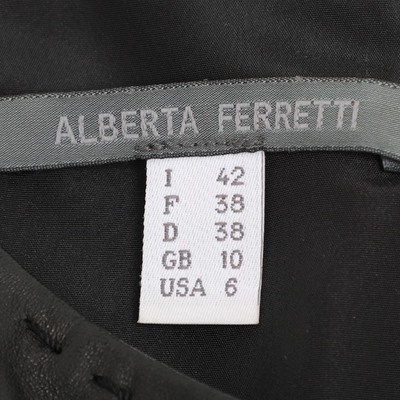 ALBERTA FERRETTI
I 42
F 38
D 38
GB 10
USA 6